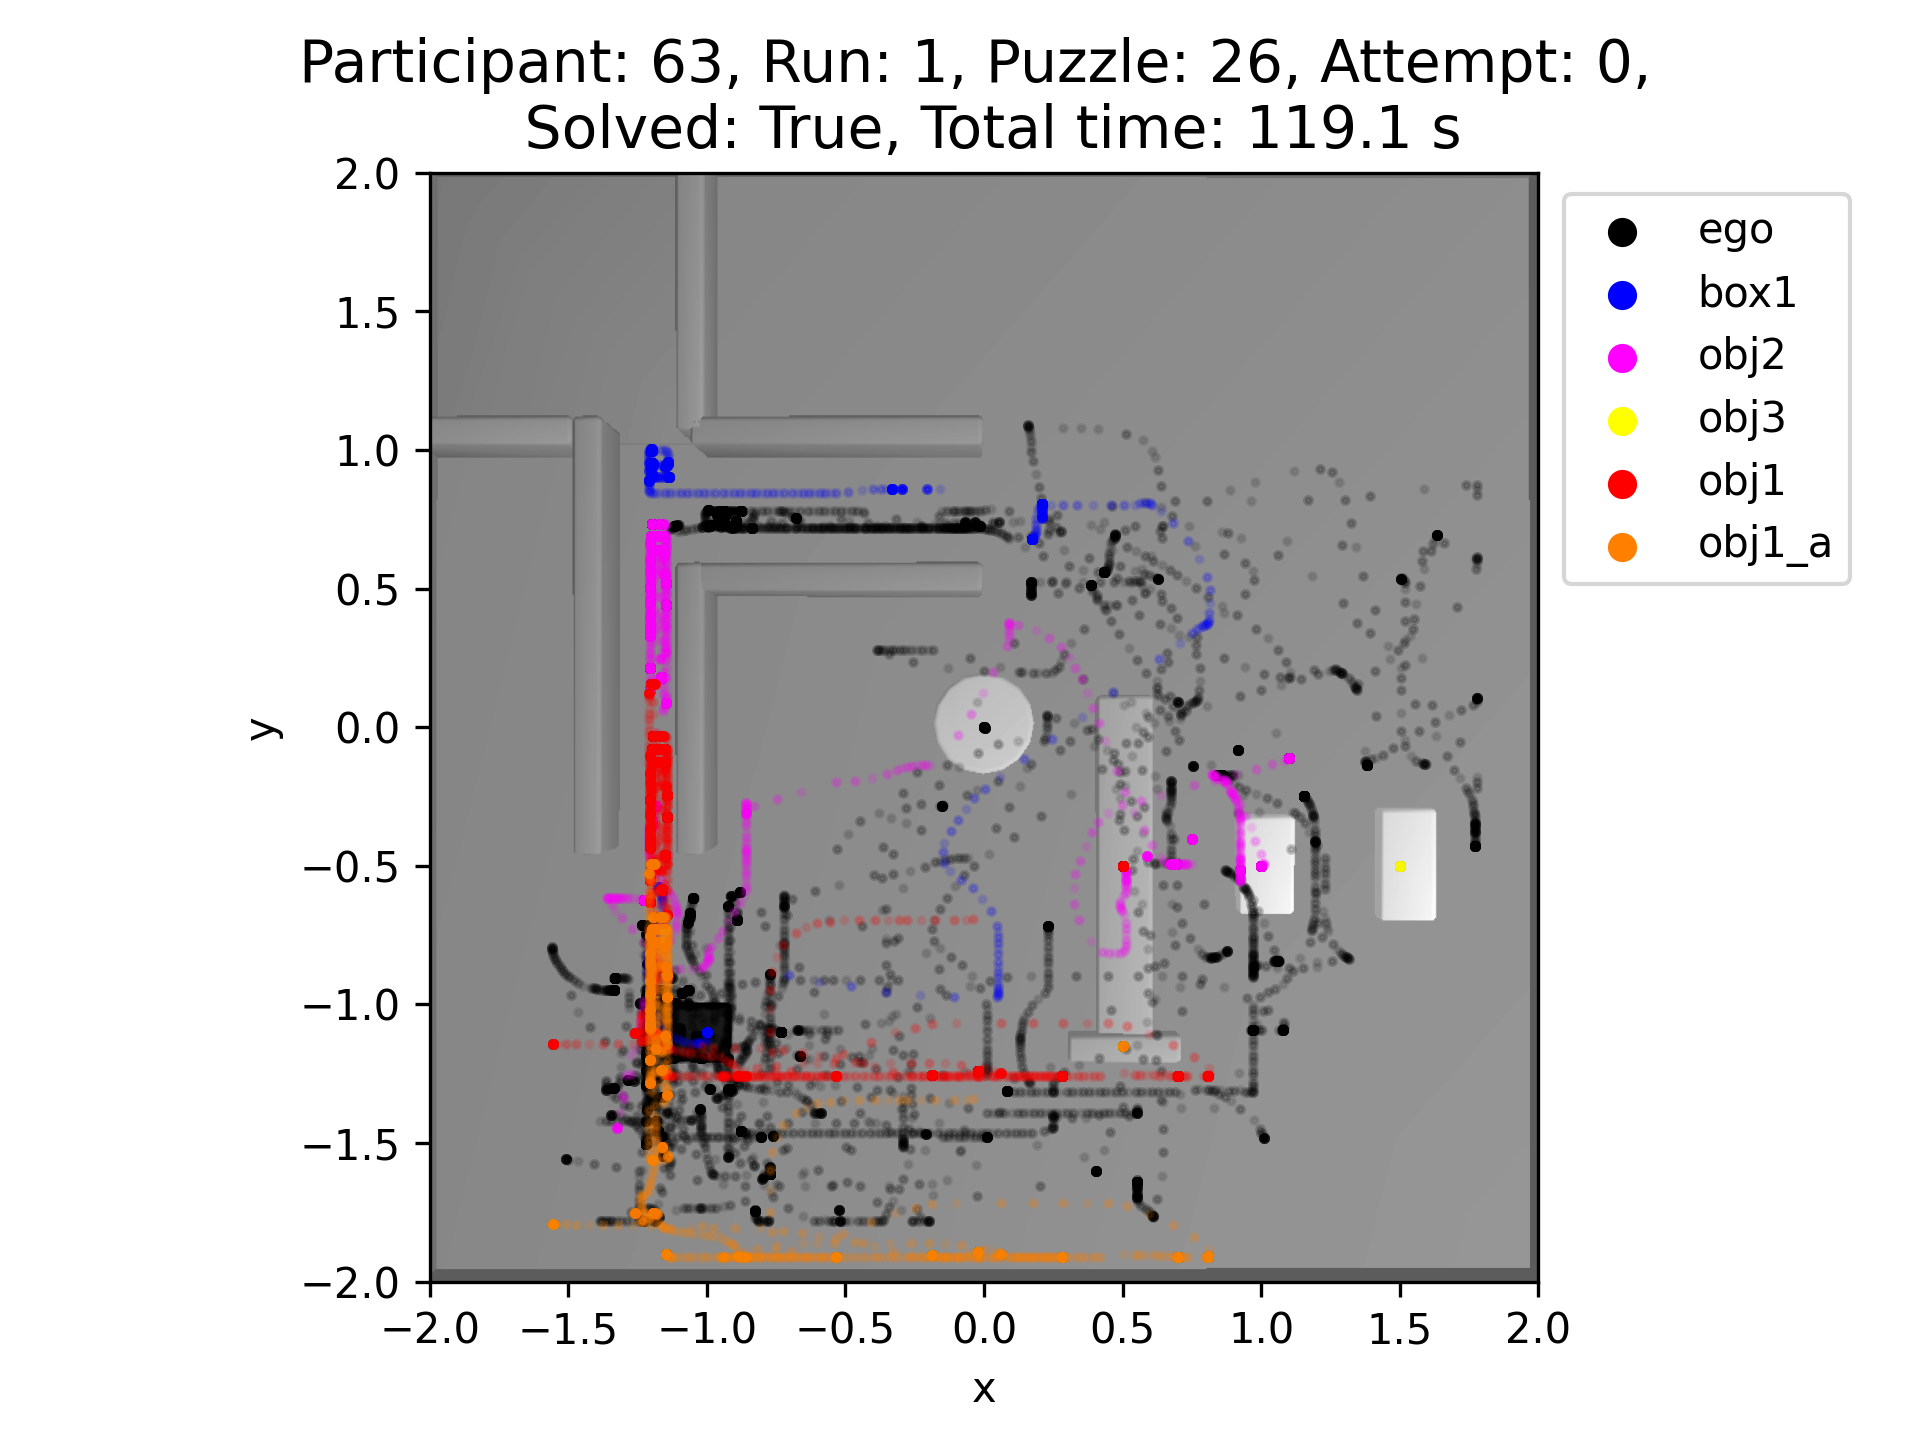 Participant: 63, Run: 1, Puzzle: 26, Attempt: 0,
Solved: True, Total time: 119.1 s
2.0
1.5
1.0
0.5
0.0
−0.5
−1.0
−1.5
−2.0
y
−2.0 −1.5 −1.0 −0.5 0.0 0.5 1.0 1.5 2.0
x
ego
box1
obj2
obj3
obj1
obj1_a